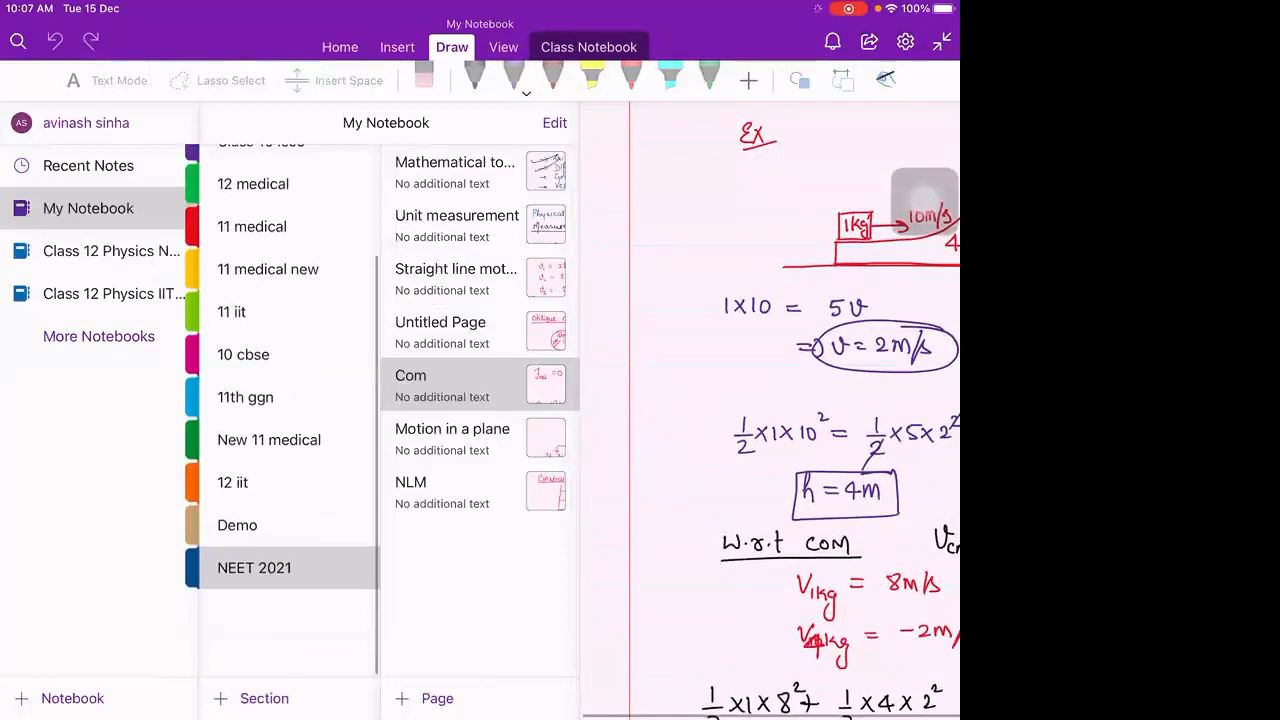 10:07 AM Tue 15 Dec
100%
My Notebook
Home Insert Draw View Class Notebook
A Text Mode Lasso Select Insert Space
AS avinash sinha
Recent Notes
My Notebook
Class 12 Physics N...
Class 12 Physics IIT...
More Notebooks
+ Notebook
12 medical
11 medical
11 medical new
11 iit
10 cbse
11th ggn
New 11 medical
12 iit
Demo
NEET 2021
+ Section
My Notebook Edit
Mathematical to...
No additional text
Unit measurement
No additional text
Straight line mot...
No additional text
Untitled Page
No additional text
Com
No additional text
Motion in a plane
No additional text
NLM
No additional text
+ Page
Ex
1kg → 10m/s
4
1×10 = 5v
⇒ v = 2m/s
1/2 ×1×10² = 1/2 ×5×2²
h = 4m
w.r.t COM Vcm
V1kg = 8m/s
V4kg = -2m/
1/2 ×1×8² + 1/2 ×4×2²